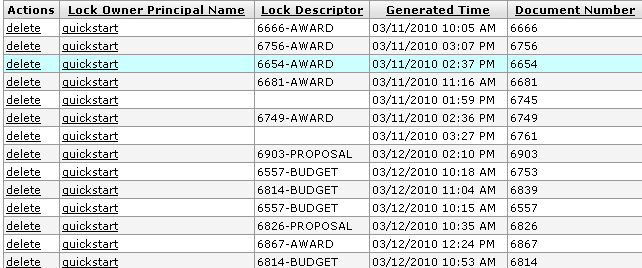 Actions Lock Owner Principal Name Lock Descriptor Generated Time Document Number
delete quickstart 6666-AWARD 03/11/2010 10:05 AM 6666
delete quickstart 6756-AWARD 03/11/2010 03:07 PM 6756
delete quickstart 6654-AWARD 03/11/2010 02:37 PM 6654
delete quickstart 6681-AWARD 03/11/2010 11:16 AM 6681
delete quickstart 03/11/2010 01:59 PM 6745
delete quickstart 6749-AWARD 03/11/2010 02:36 PM 6749
delete quickstart 03/11/2010 03:27 PM 6761
delete quickstart 6903-PROPOSAL 03/12/2010 02:10 PM 6903
delete quickstart 6557-BUDGET 03/12/2010 10:18 AM 6753
delete quickstart 6814-BUDGET 03/12/2010 11:04 AM 6839
delete quickstart 6557-BUDGET 03/12/2010 10:15 AM 6557
delete quickstart 6826-PROPOSAL 03/12/2010 10:35 AM 6826
delete quickstart 6867-AWARD 03/12/2010 12:24 PM 6867
delete quickstart 6814-BUDGET 03/12/2010 10:53 AM 6814